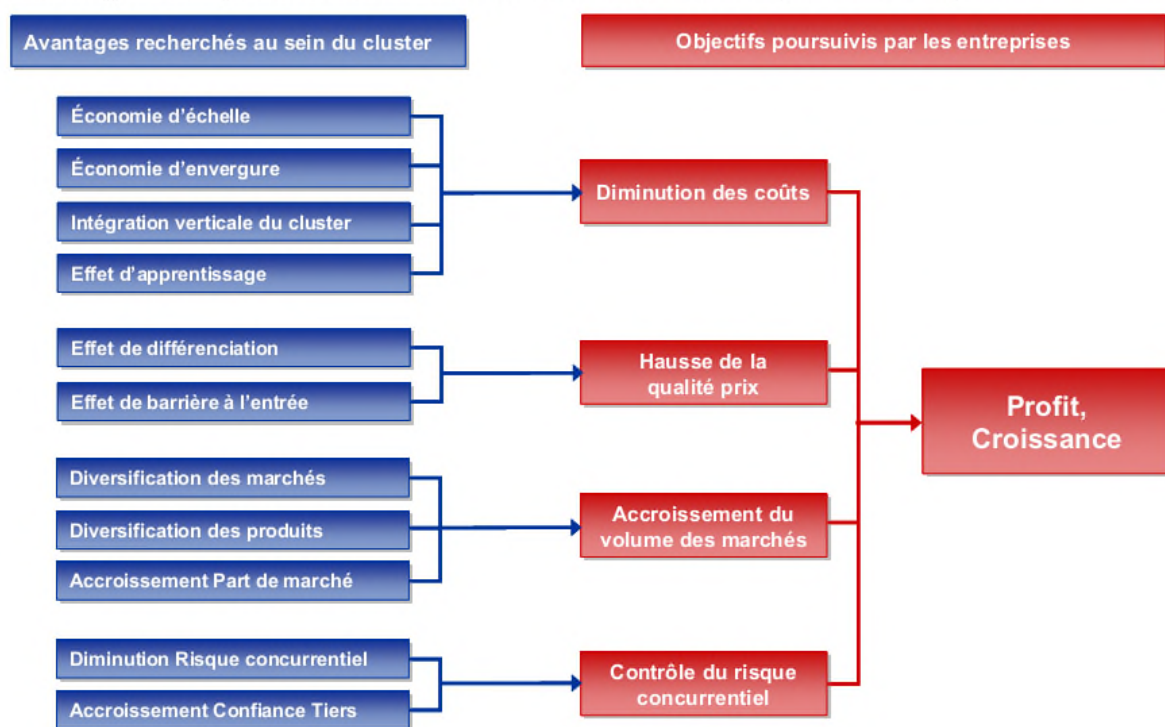 Avantages recherchés au sein du cluster
Objectifs poursuivis par les entreprises
Économie d'échelle
Économie d'envergure
Intégration verticale du cluster
Effet d'apprentissage
Diminution des coûts
Effet de différenciation
Effet de barrière à l'entrée
Hausse de la
qualité prix
Diversification des marchés
Diversification des produits
Accroissement Part de marché
Accroissement du
volume des marchés
Diminution Risque concurrentiel
Accroissement Confiance Tiers
Contrôle du risque
concurrentiel
Profit,
Croissance